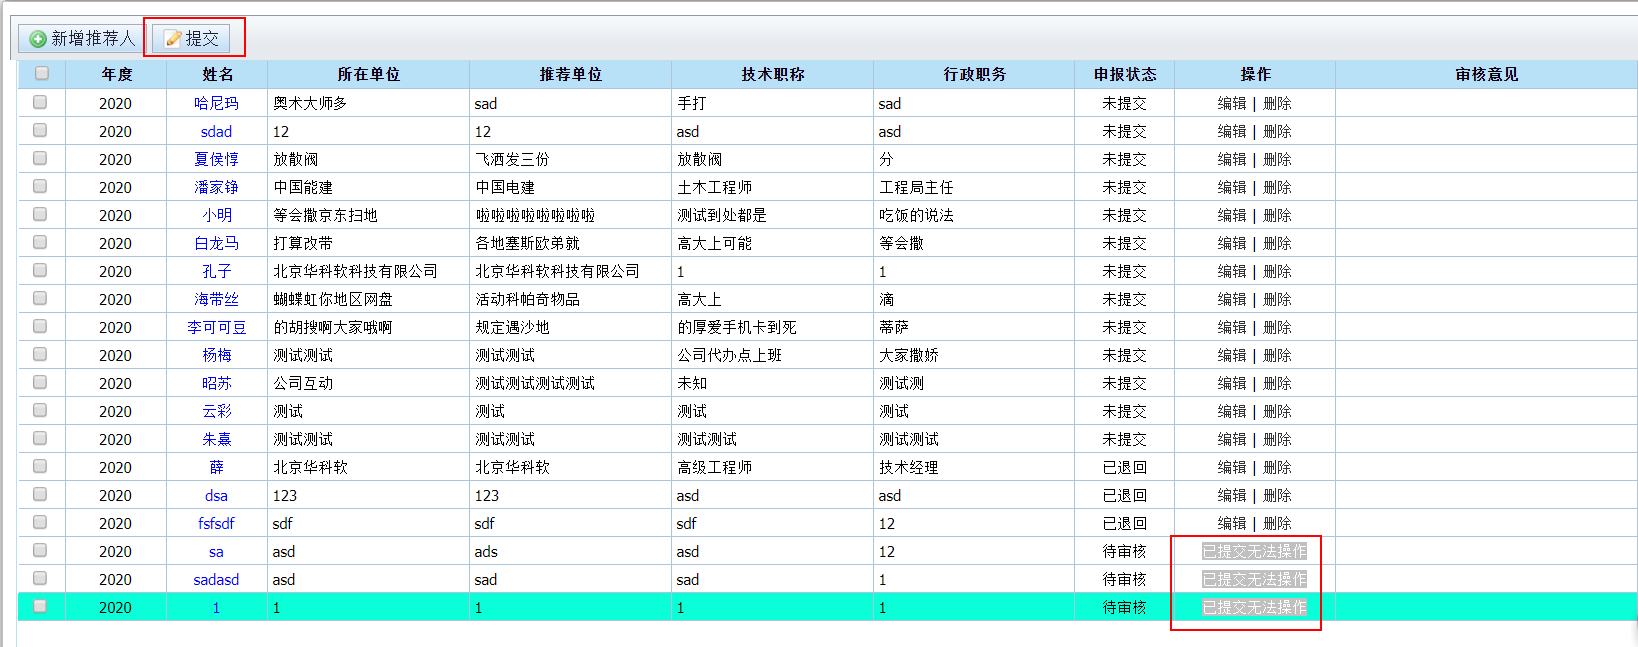 新增推荐人 提交
年度 姓名 所在单位 推荐单位 技术职称 行政职务 申报状态 操作 审核意见
2020 哈尼玛 奥术大师多 sad 手打 sad 未提交 编辑 | 删除
2020 sdad 12 12 asd asd 未提交 编辑 | 删除
2020 夏侯惇 放散阀 飞洒发三份 放散阀 分 未提交 编辑 | 删除
2020 潘家铮 中国能建 中国电建 土木工程师 工程局主任 未提交 编辑 | 删除
2020 小明 等会撒京东扫地 啦啦啦啦啦啦啦啦 测试到处都是 吃饭的说法 未提交 编辑 | 删除
2020 白龙马 打算改带 各地塞斯欧弟就 高大上可能 等会撒 未提交 编辑 | 删除
2020 孔子 北京华科软科技有限公司 北京华科软科技有限公司 1 1 未提交 编辑 | 删除
2020 海带丝 蝴蝶虹你地区网盘 活动科帕奇物品 高大上 滴 未提交 编辑 | 删除
2020 李可可豆 的胡搜啊大家哦啊 规定遇沙地 的厚爱手机卡到死 蒂萨 未提交 编辑 | 删除
2020 杨梅 测试测试 测试测试 公司代办点上班 大家撒娇 未提交 编辑 | 删除
2020 昭苏 公司互动 测试测试测试测试 未知 测试测 未提交 编辑 | 删除
2020 云彩 测试 测试 测试 测试 未提交 编辑 | 删除
2020 朱熹 测试测试 测试测试 测试测试 测试测试 未提交 编辑 | 删除
2020 薛 北京华科软 北京华科软 高级工程师 技术经理 已退回 编辑 | 删除
2020 dsa 123 123 asd asd 已退回 编辑 | 删除
2020 fsfsdf sdf sdf sdf 12 已退回 编辑 | 删除
2020 sa asd ads asd 12 待审核 已提交无法操作
2020 sadasd asd sad sad 1 待审核 已提交无法操作
2020 1 1 1 1 1 待审核 已提交无法操作